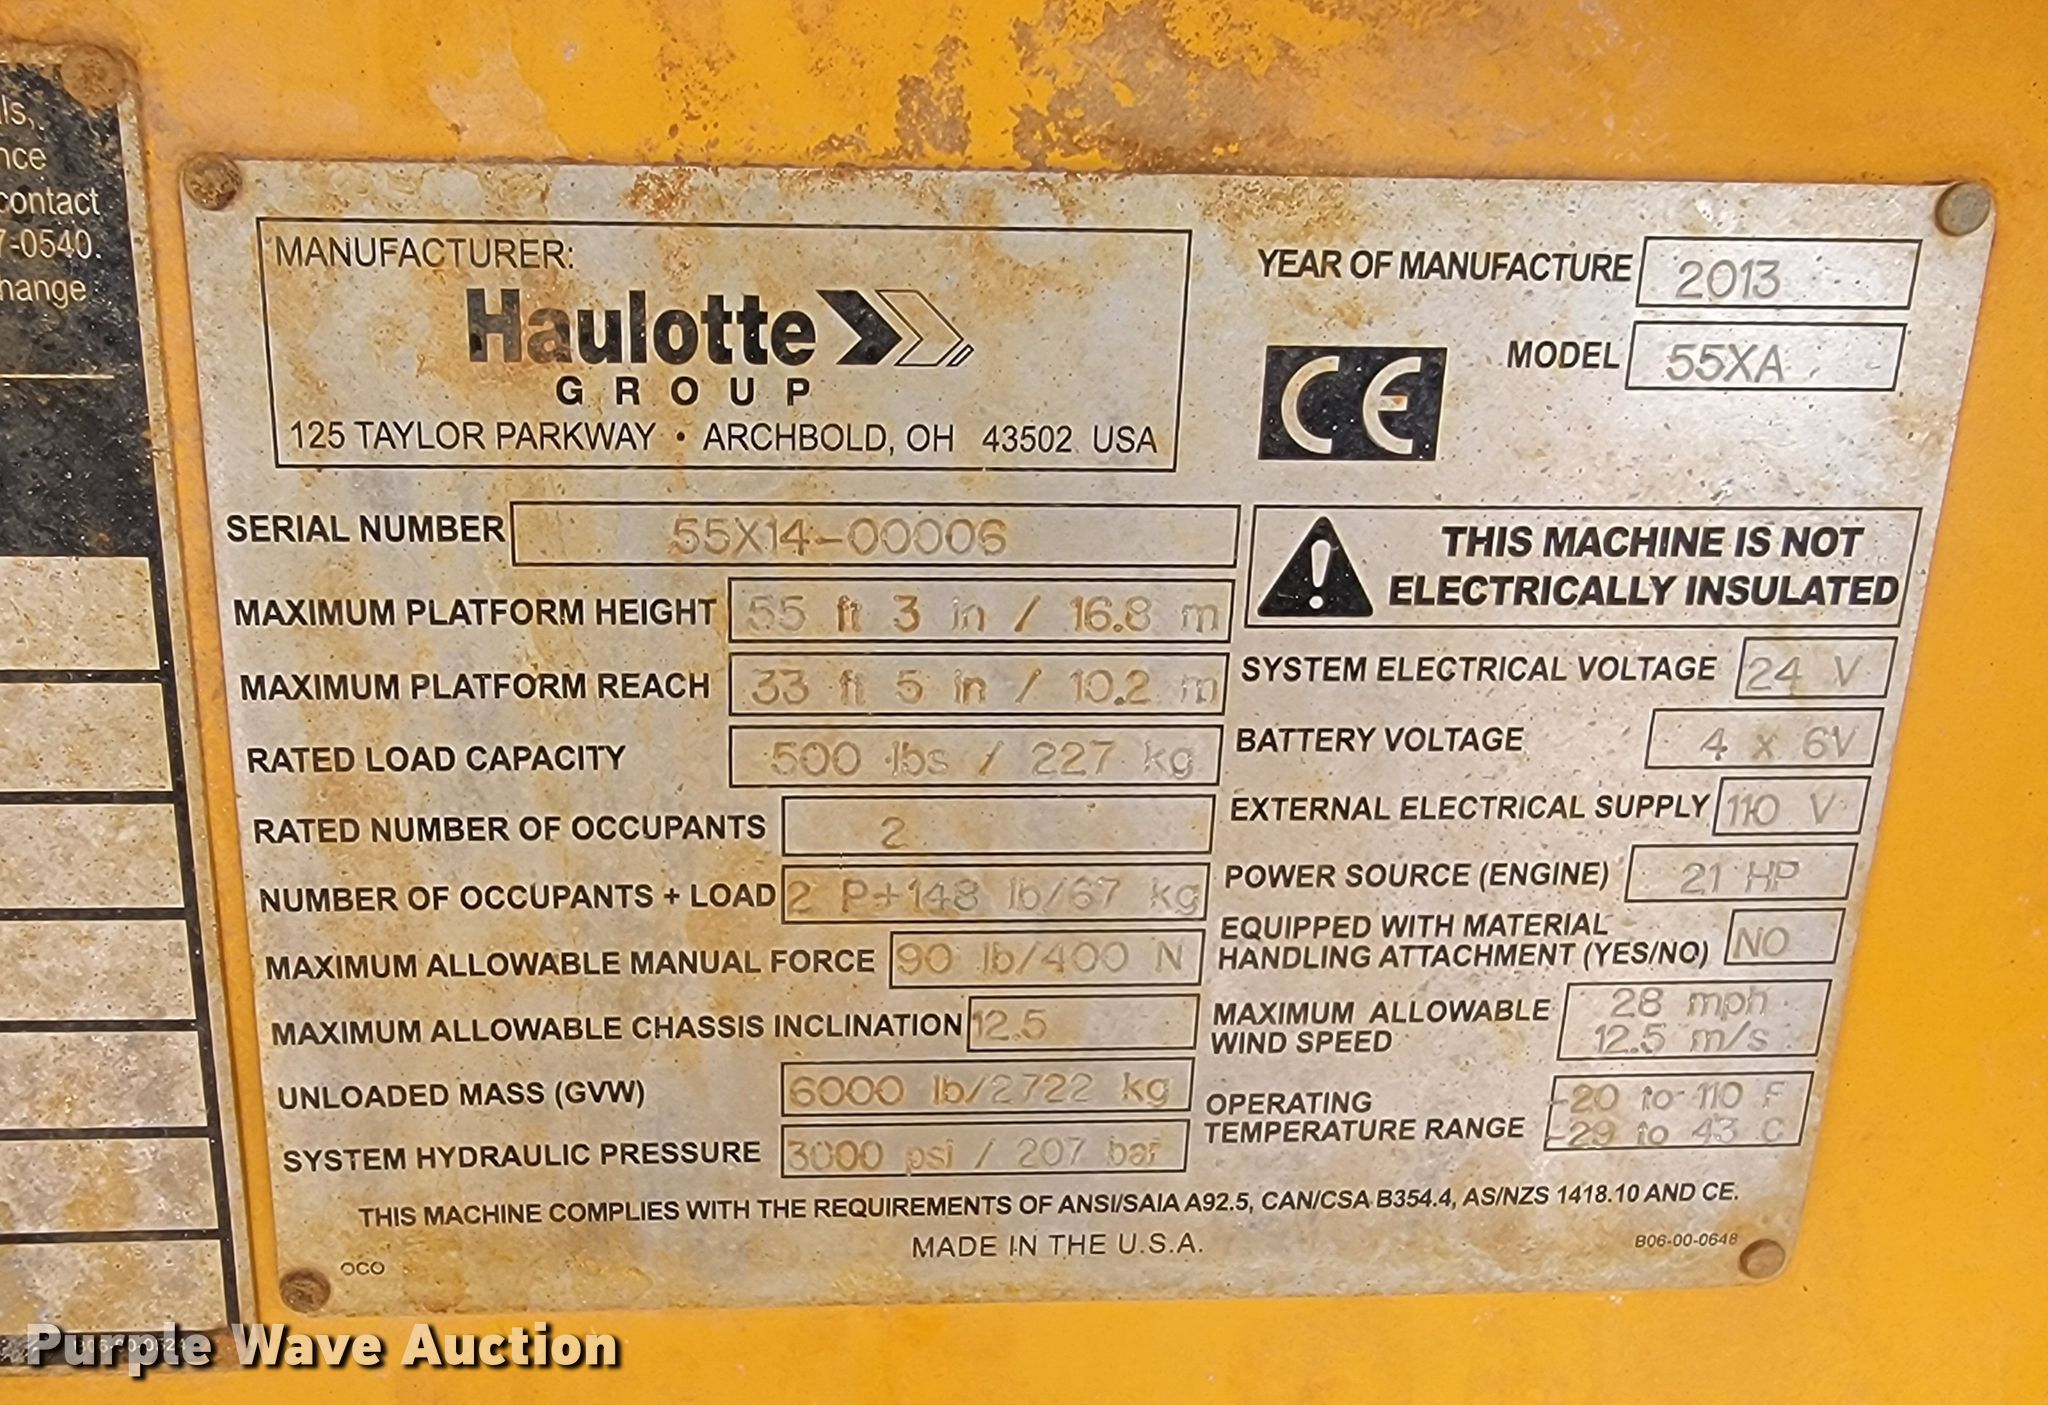 ls,
nce
contact
7-0540.
hange
MANUFACTURER:
Haulotte
GROUP
125 TAYLOR PARKWAY • ARCHBOLD, OH 43502 USA
YEAR OF MANUFACTURE 2013
MODEL 55XA
CE
SERIAL NUMBER 55X14-00006
MAXIMUM PLATFORM HEIGHT 55 ft 3 in / 16.8 m
MAXIMUM PLATFORM REACH 33 ft 5 in / 10.2 m
RATED LOAD CAPACITY 500 lbs / 227 kg
RATED NUMBER OF OCCUPANTS 2
NUMBER OF OCCUPANTS + LOAD 2 P+148 lb/67 kg
MAXIMUM ALLOWABLE MANUAL FORCE 90 lb/400 N
MAXIMUM ALLOWABLE CHASSIS INCLINATION 12.5
UNLOADED MASS (GVW) 6000 lb/2722 kg
SYSTEM HYDRAULIC PRESSURE 3000 psi / 207 bar
THIS MACHINE IS NOT
ELECTRICALLY INSULATED
SYSTEM ELECTRICAL VOLTAGE 24 V
BATTERY VOLTAGE 4 x 6V
EXTERNAL ELECTRICAL SUPPLY 110 V
POWER SOURCE (ENGINE) 21 HP
EQUIPPED WITH MATERIAL
HANDLING ATTACHMENT (YES/NO) NO
MAXIMUM ALLOWABLE 28 mph
WIND SPEED 12.5 m/s
OPERATING -20 to 110 F
TEMPERATURE RANGE -29 to 43 C
THIS MACHINE COMPLIES WITH THE REQUIREMENTS OF ANSI/SAIA A92.5, CAN/CSA B354.4, AS/NZS 1418.10 AND CE.
MADE IN THE U.S.A.
OCO
B06-00-0648
Purple Wave Auction